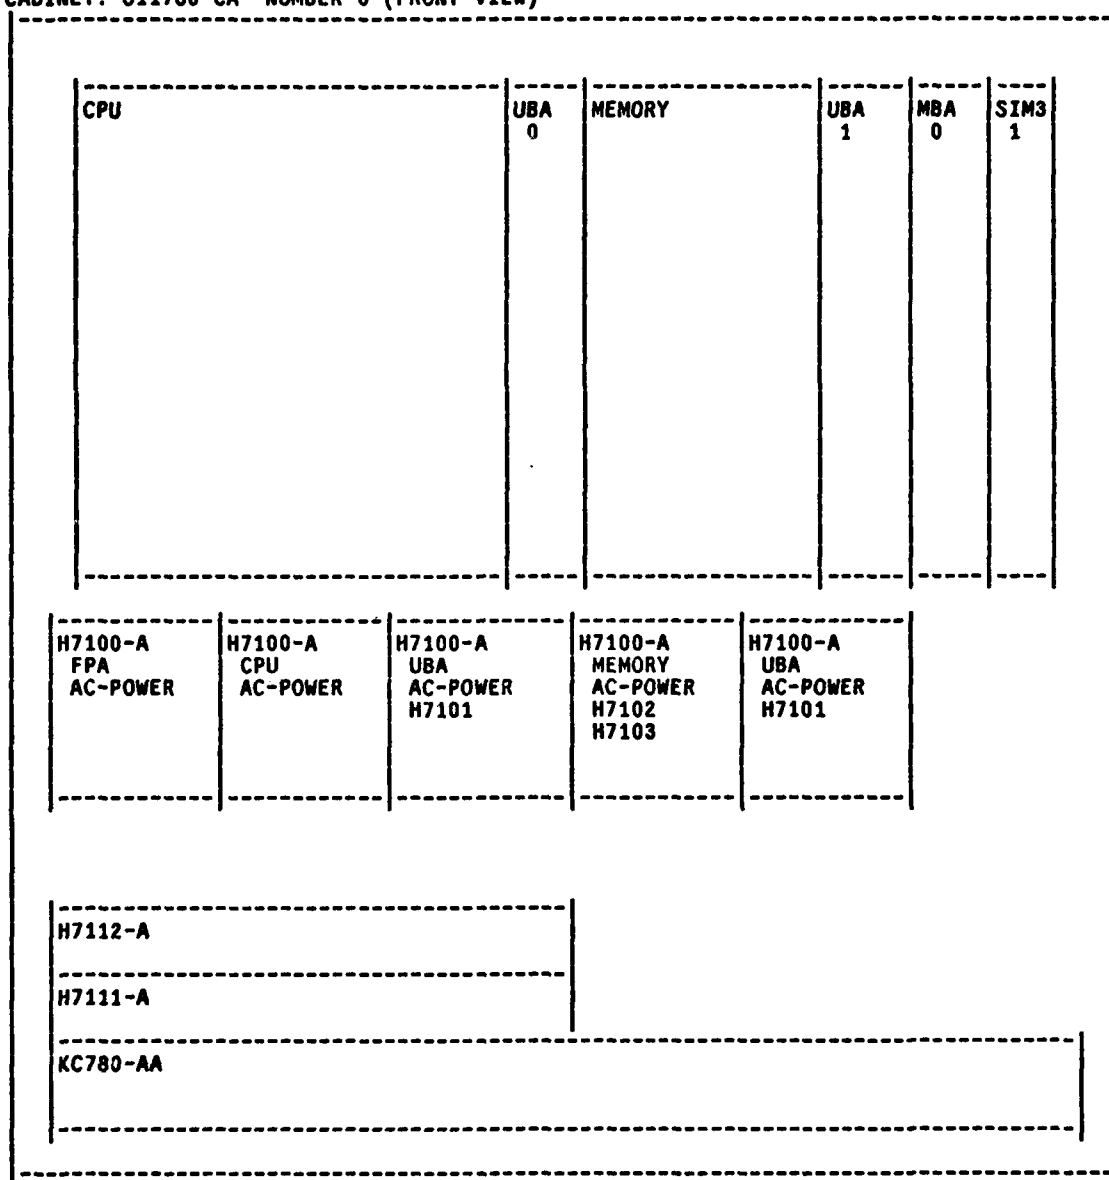 CPU UBA MEMORY UBA MBA SIM3
0 1 0 1
H7100-A H7100-A H7100-A H7100-A H7100-A
FPA CPU UBA MEMORY UBA
AC-POWER AC-POWER AC-POWER AC-POWER AC-POWER
H7101 H7102 H7101
H7103
H7112-A
H7111-A
KC780-AA